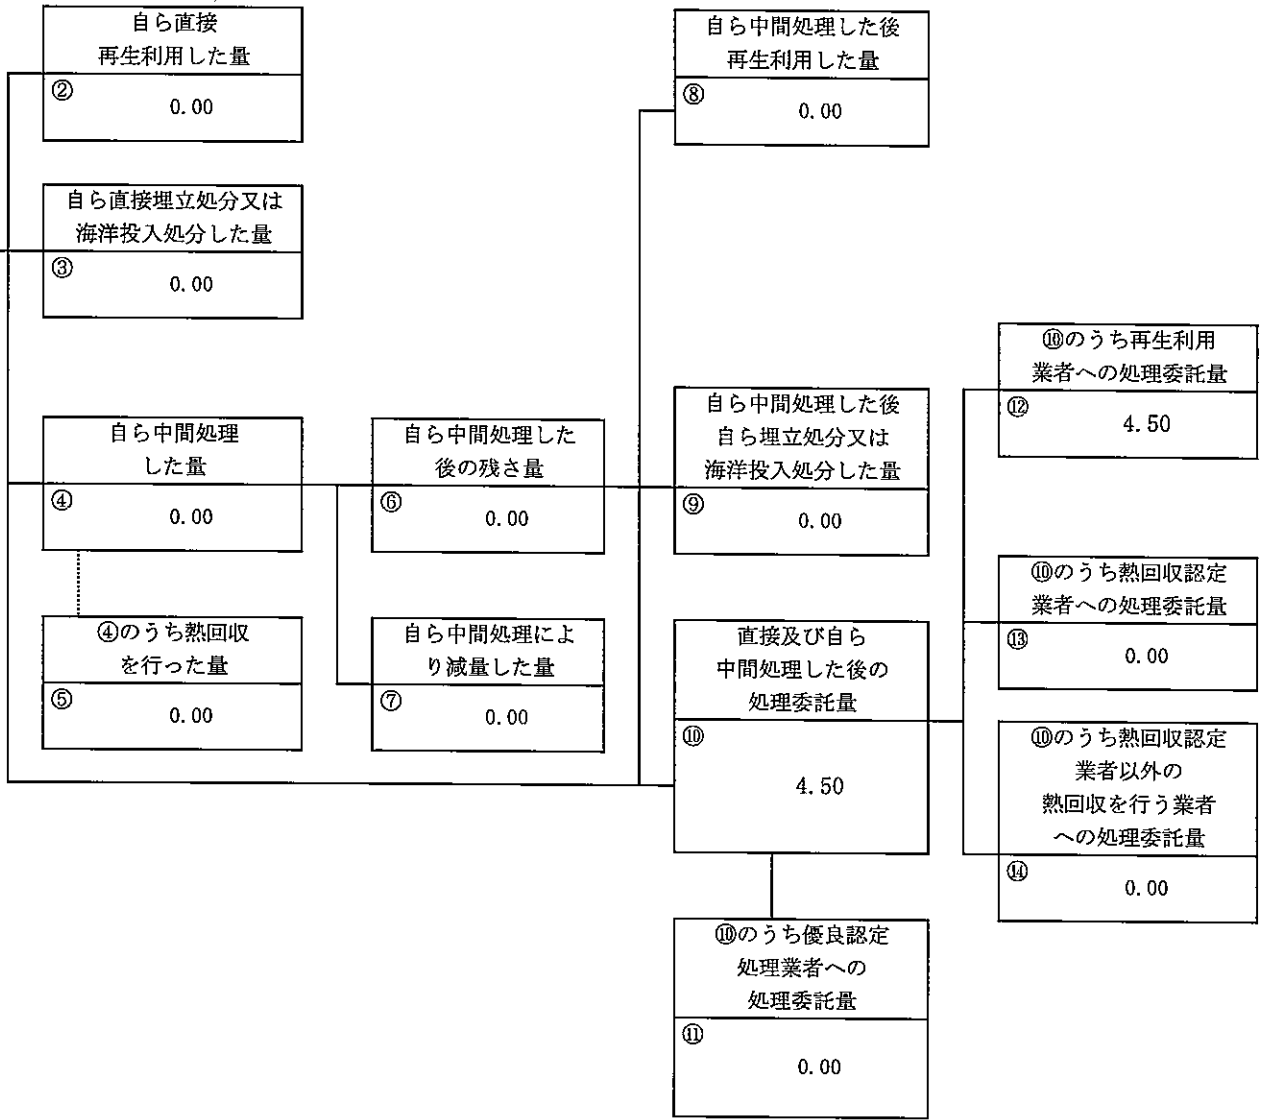 自ら直接
再生利用した量
②
0.00
自ら中間処理した後
再生利用した量
⑧
0.00
自ら直接埋立処分又は
海洋投入処分した量
③
0.00
⑩のうち再生利用
業者への処理委託量
⑫
4.50
自ら中間処理
した量
④
0.00
自ら中間処理した
後の残さ量
⑥
0.00
自ら中間処理した後
自ら埋立処分又は
海洋投入処分した量
⑨
0.00
⑩のうち熱回収認定
業者への処理委託量
⑬
0.00
④のうち熱回収
を行った量
⑤
0.00
自ら中間処理によ
り減量した量
⑦
0.00
直接及び自ら
中間処理した後の
処理委託量
⑩
4.50
⑩のうち熱回収認定
業者以外の
熱回収を行う業者
への処理委託量
⑭
0.00
⑩のうち優良認定
処理業者への
処理委託量
⑪
0.00